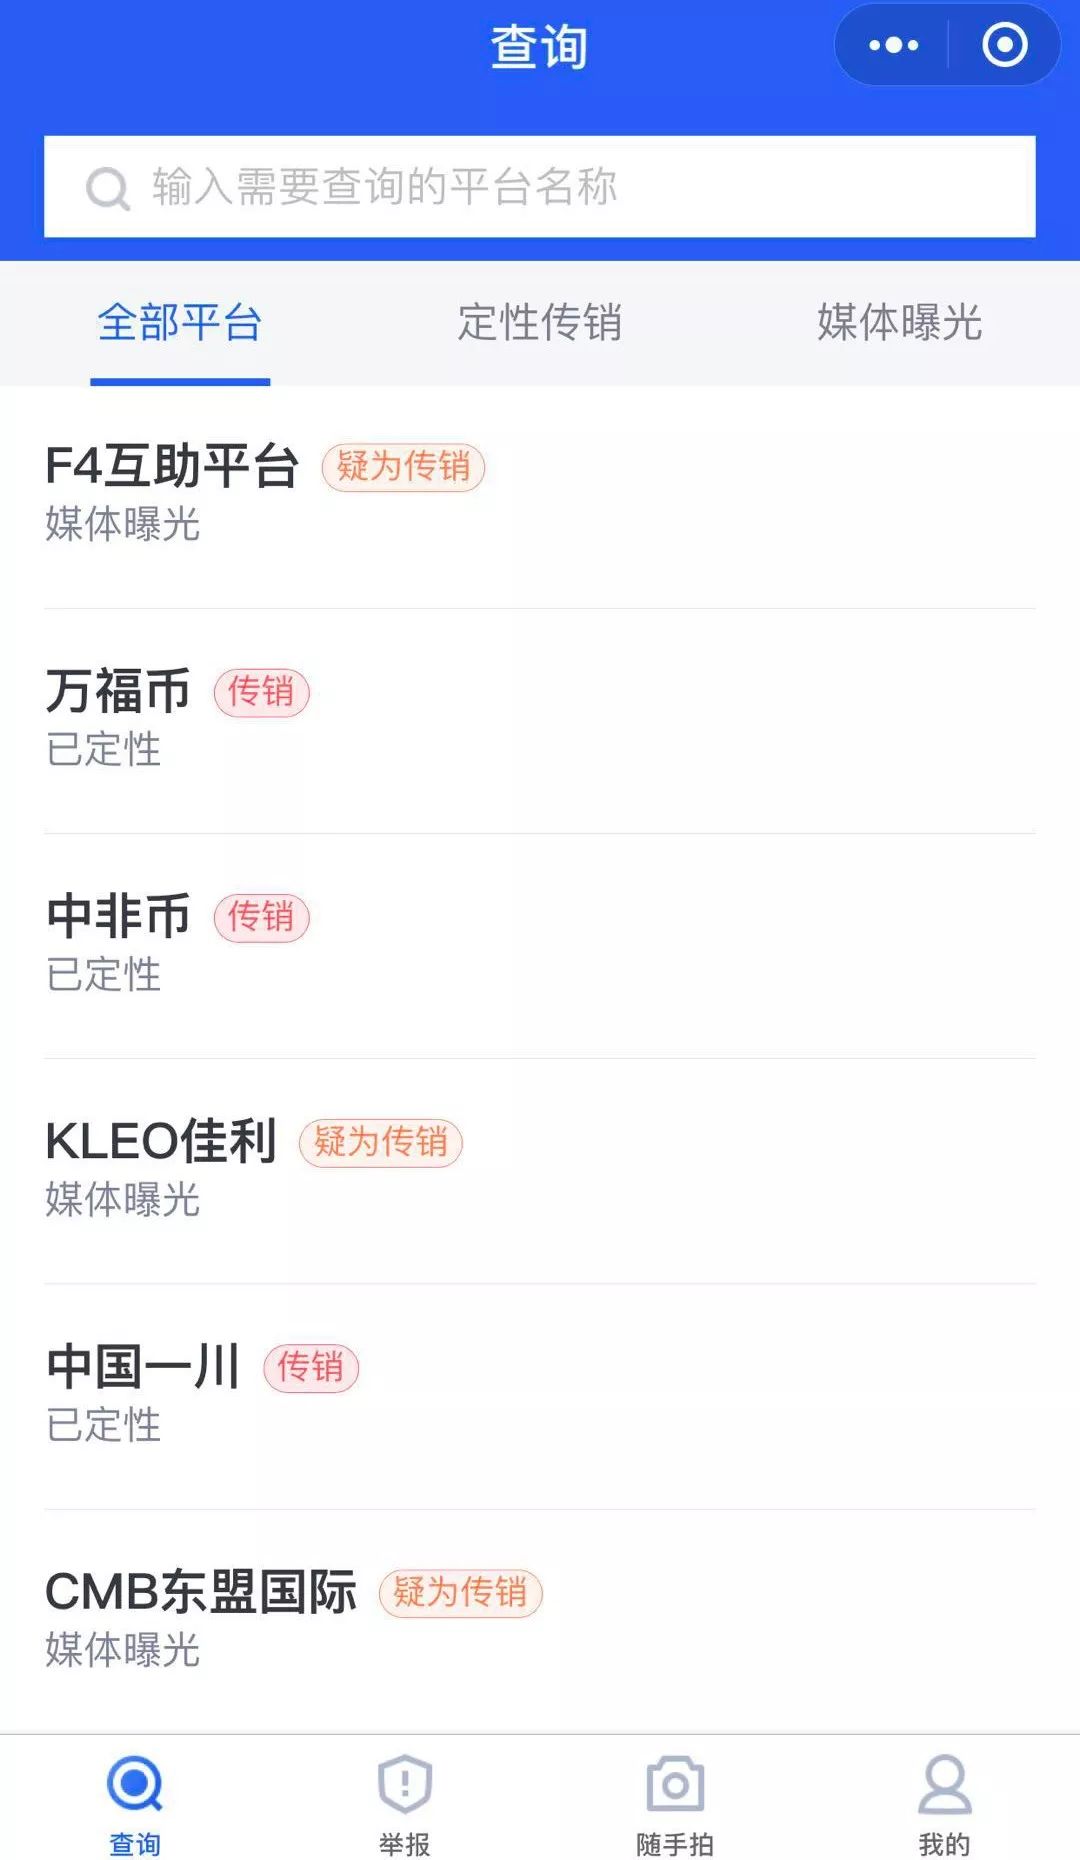 查询
输入需要查询的平台名称
全部平台 定性传销 媒体曝光
F4互助平台 疑为传销
媒体曝光
万福币 传销
已定性
中非币 传销
已定性
KLEO佳利 疑为传销
媒体曝光
中国一川 传销
已定性
CMB东盟国际 疑为传销
媒体曝光
查询 举报 随手拍 我的